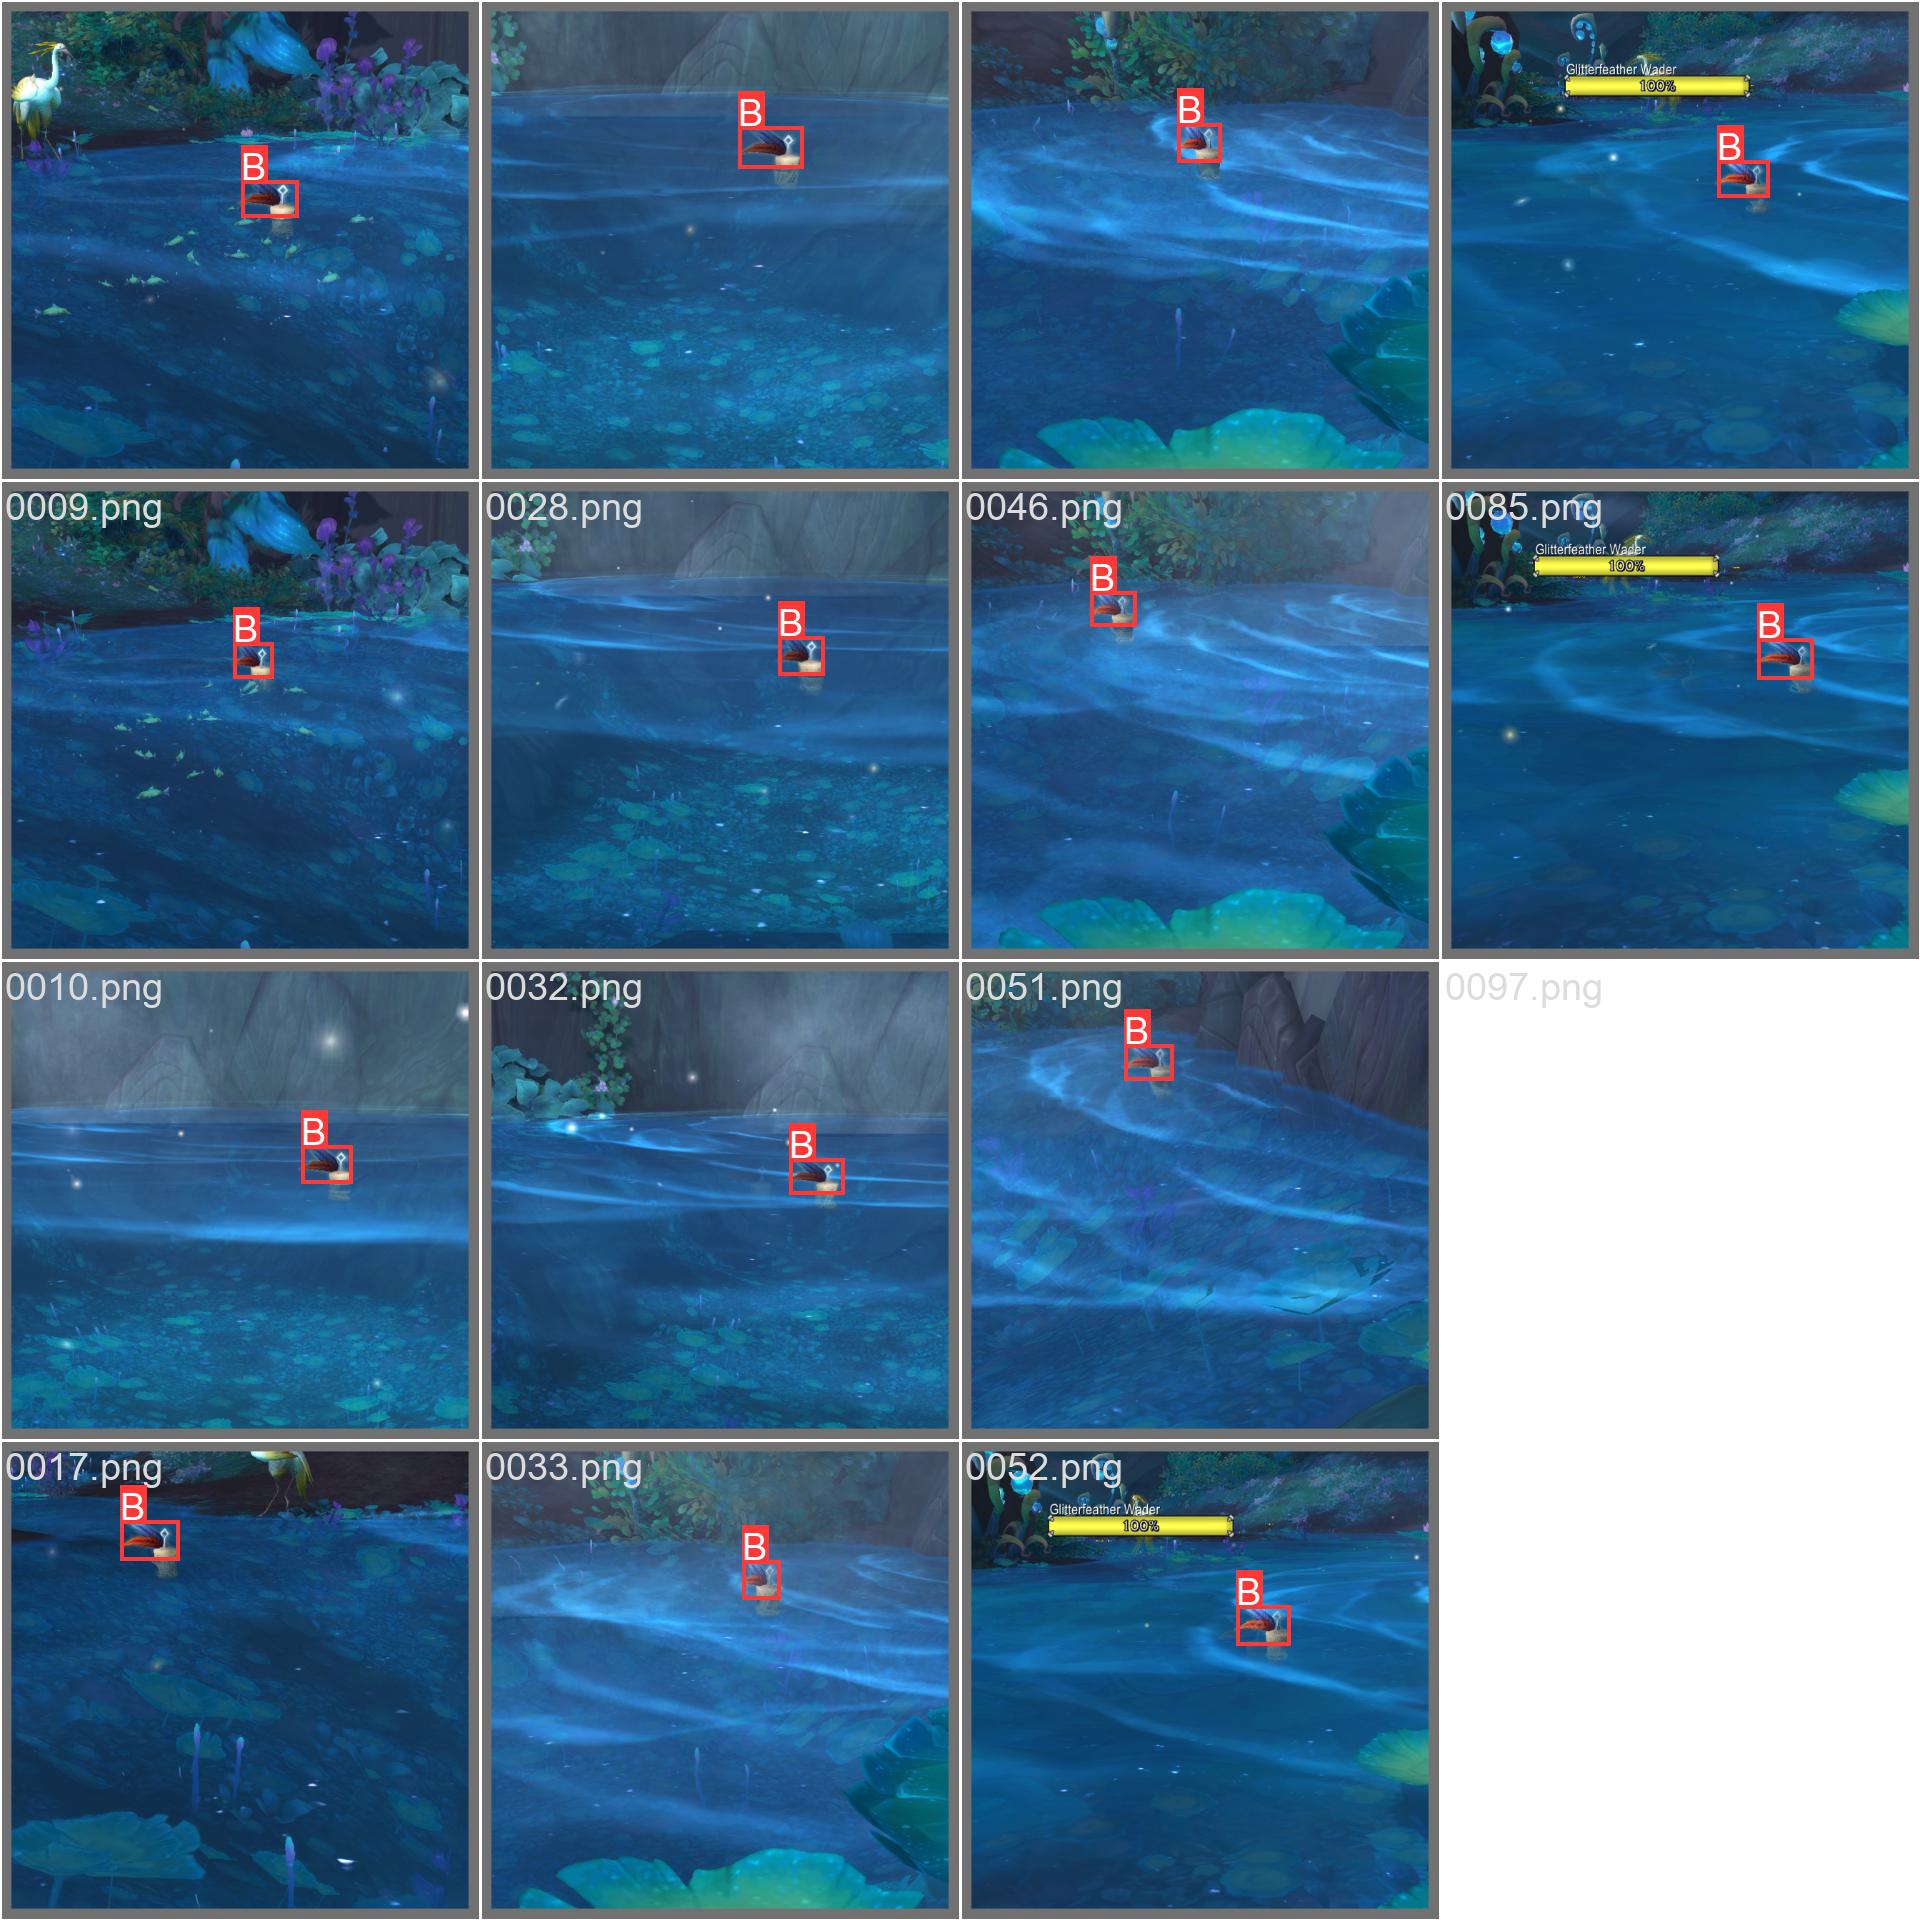 B
B
B
Glitterfeather Wader
100%
B
0009.png
B
0028.png
B
0046.png
B
0085.png
Glitterfeather Wader
100%
B
0010.png
B
0032.png
B
0051.png
B
0097.png
0017.png
B
0033.png
B
0052.png
Glitterfeather Wader
100%
B